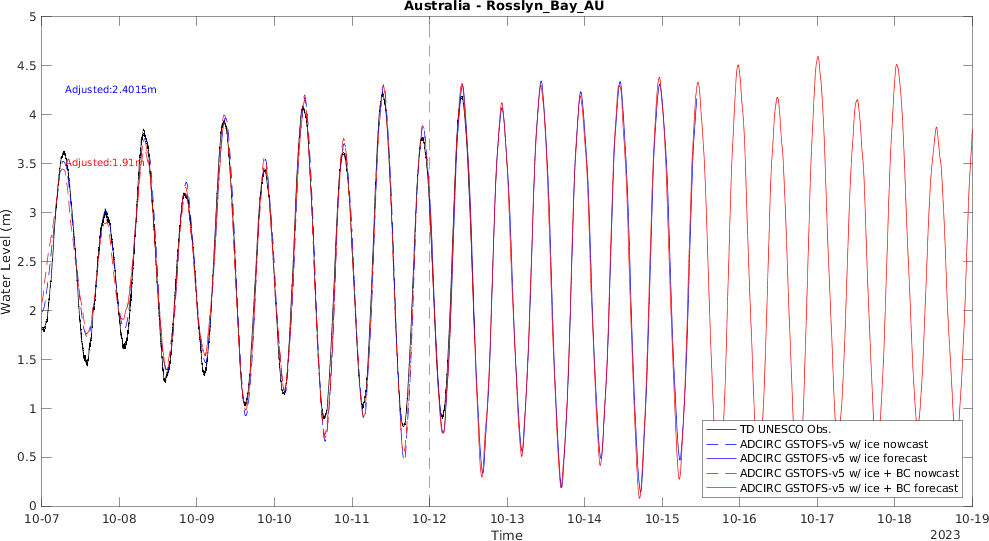 Australia - Rosslyn_Bay_AU
Water Level (m)
5
4.5
4
3.5
3
2.5
2
1.5
1
0.5
0
Adjusted:2.4015m
Adjusted:1.91m
TD UNESCO Obs.
ADCIRC GSTOFS-v5 w/ ice nowcast
ADCIRC GSTOFS-v5 w/ ice forecast
ADCIRC GSTOFS-v5 w/ ice + BC nowcast
ADCIRC GSTOFS-v5 w/ ice + BC forecast
10-07 10-08 10-09 10-10 10-11 10-12 10-13 10-14 10-15 10-16 10-17 10-18 10-19
Time
2023